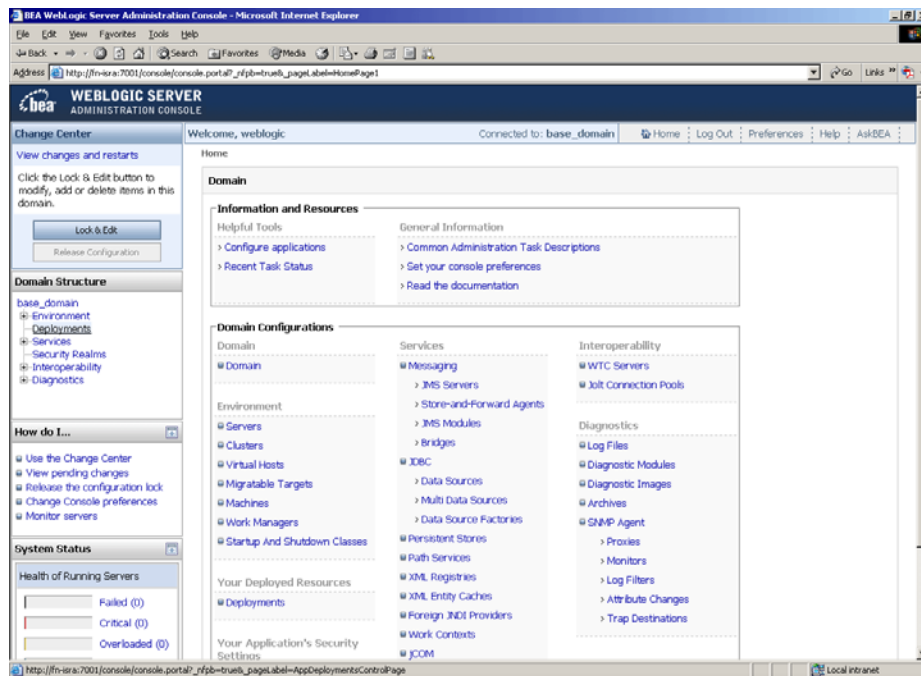 BEA WebLogic Server Administration Console - Microsoft Internet Explorer
File Edit View Favorites Tools Help
Back Search Favorites Media
Address http://fn-isra:7001/console/console.portal?_nfpb=true&_pageLabel=HomePage1 Go Links »
bea WEBLOGIC SERVER
ADMINISTRATION CONSOLE
Change Center
View changes and restarts
Click the Lock & Edit button to
modify, add or delete items in this
domain.
Lock & Edit
Release Configuration
Domain Structure
base_domain
Environment
Deployments
Services
Security Realms
Interoperability
Diagnostics
How do I...
Use the Change Center
View pending changes
Release the configuration lock
Change Console preferences
Monitor servers
System Status
Health of Running Servers
Failed (0)
Critical (0)
Overloaded (0)
Welcome, weblogic Connected to: base_domain Home Log Out Preferences Help AskBEA
Home
Domain
Information and Resources
Helpful Tools
› Configure applications
› Recent Task Status
General Information
› Common Administration Task Descriptions
› Set your console preferences
› Read the documentation
Domain Configurations
Domain
Domain
Environment
Servers
Clusters
Virtual Hosts
Migratable Targets
Machines
Work Managers
Startup And Shutdown Classes
Your Deployed Resources
Deployments
Your Application's Security
Settings
Services
Messaging
› JMS Servers
› Store-and-Forward Agents
› JMS Modules
› Bridges
JDBC
› Data Sources
› Multi Data Sources
› Data Source Factories
Persistent Stores
Path Services
XML Registries
XML Entity Caches
Foreign JNDI Providers
Work Contexts
jCOM
Interoperability
WTC Servers
Jolt Connection Pools
Diagnostics
Log Files
Diagnostic Modules
Diagnostic Images
Archives
SNMP Agent
› Proxies
› Monitors
› Log Filters
› Attribute Changes
› Trap Destinations
http://fn-isra:7001/console/console.portal?_nfpb=true&_pageLabel=AppDeploymentsControlPage Local intranet